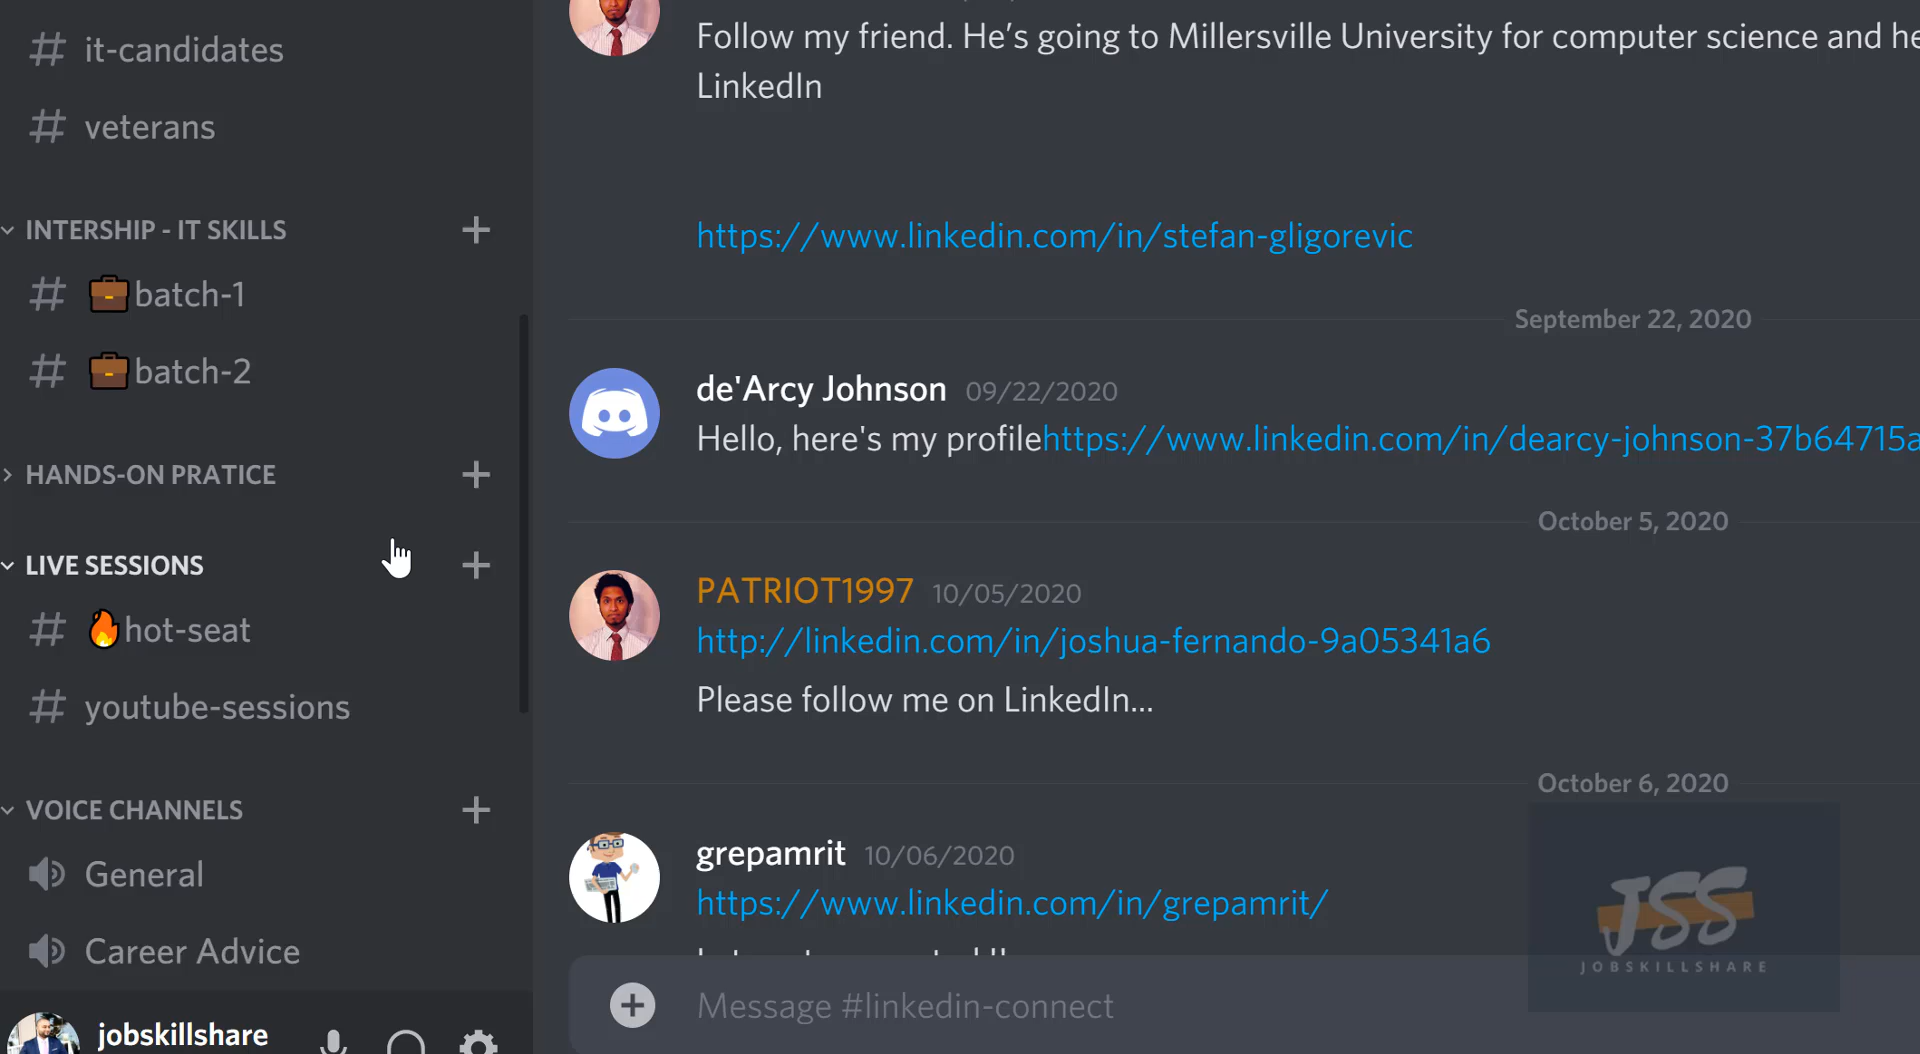 it-candidates
veterans
INTERSHIP - IT SKILLS
batch-1
batch-2
HANDS-ON PRATICE
LIVE SESSIONS
hot-seat
youtube-sessions
VOICE CHANNELS
General
Career Advice
jobskillshare
Follow my friend. He’s going to Millersville University for computer science and he
LinkedIn
https://www.linkedin.com/in/stefan-gligorevic
September 22, 2020
de'Arcy Johnson 09/22/2020
Hello, here's my profilehttps://www.linkedin.com/in/dearcy-johnson-37b64715a
October 5, 2020
PATRIOT1997 10/05/2020
http://linkedin.com/in/joshua-fernando-9a05341a6
Please follow me on LinkedIn...
October 6, 2020
grepamrit 10/06/2020
https://www.linkedin.com/in/grepamrit/
Message #linkedin-connect
JSS
JOBSKILLSHARE